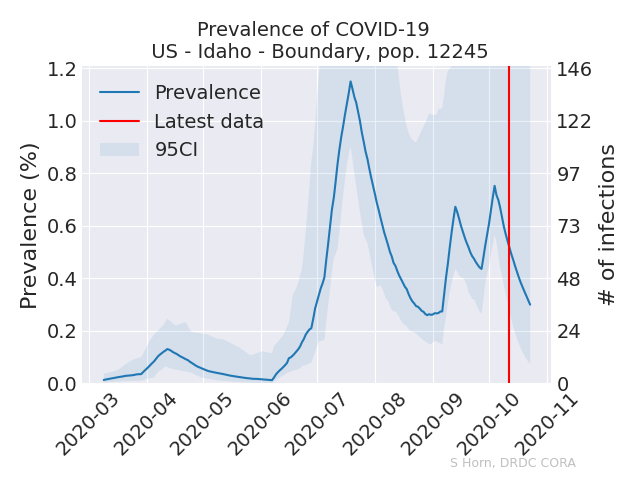 Prevalence of COVID-19
US - Idaho - Boundary, pop. 12245
Prevalence
Latest data
95CI
Prevalence (%)
1.2
1.0
0.8
0.6
0.4
0.2
0.0
# of infections
146
122
97
73
48
24
0
2020-03
2020-04
2020-05
2020-06
2020-07
2020-08
2020-09
2020-10
2020-11
S Horn, DRDC CORA